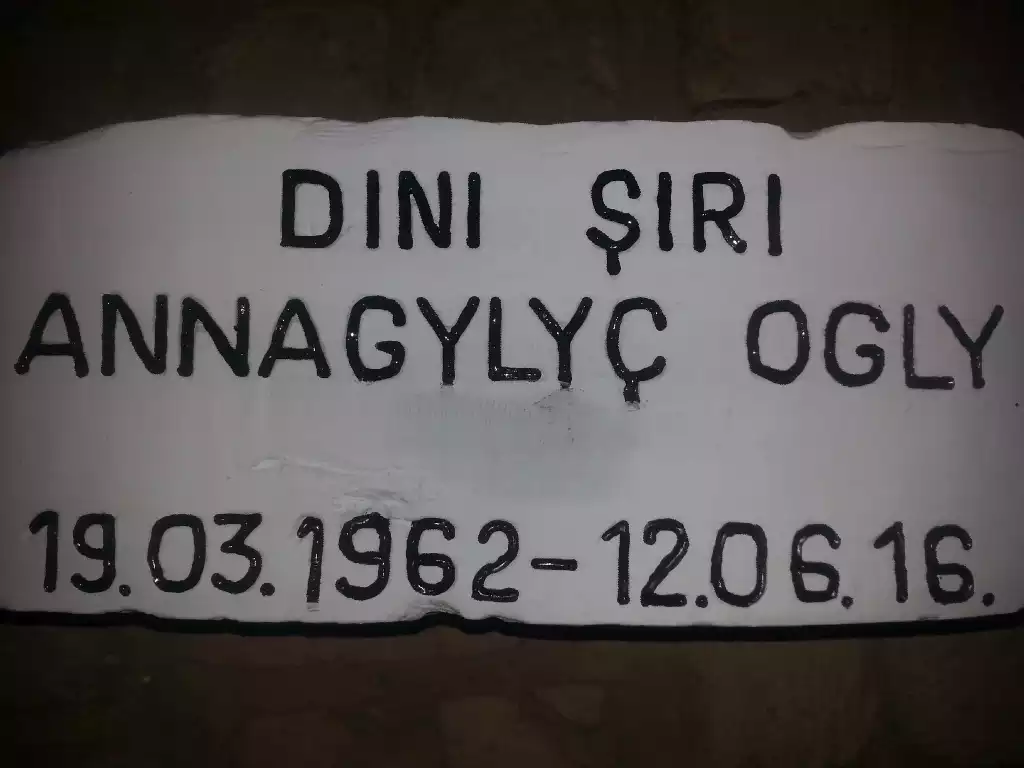 DINI ŞIRI
ANNAGYLYÇ OGLY
19.03.1962-12.06.16.